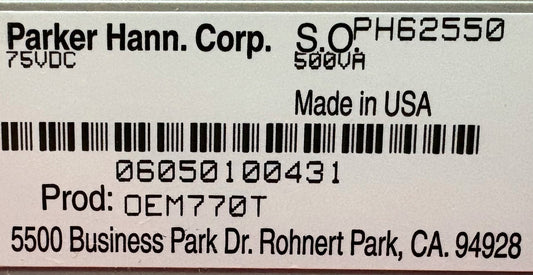 Parker Hann. Corp. S.O. PH62550
75VDC 500VA
Made in USA
06050100431
Prod: OEM770T
5500 Business Park Dr. Rohnert Park, CA. 94928